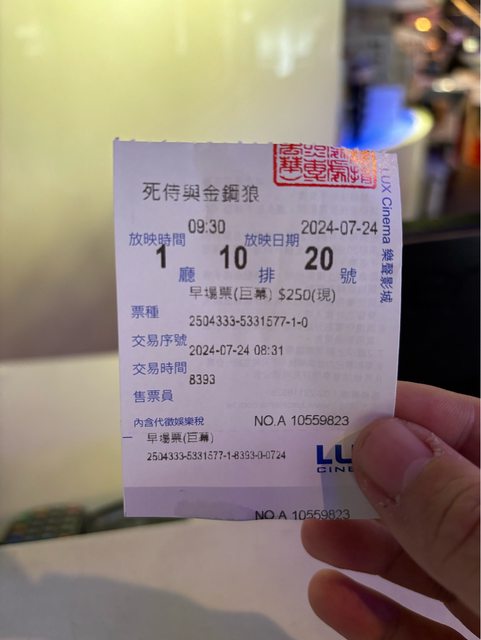 死侍與金鋼狼
09:30 2024-07-24
放映時間 放映日期
1 廳 10 排 20 號
早場票(巨幕) $250(現)
票種
2504333-5331577-1-0
交易序號
2024-07-24 08:31
交易時間
8393
售票員
內含代徵娛樂稅 NO.A 10559823
早場票(巨幕)
2504333-5331577-1-8393-0-0724
LU
CINE
NO.A 10559823
LUX Cinema 樂聲影城